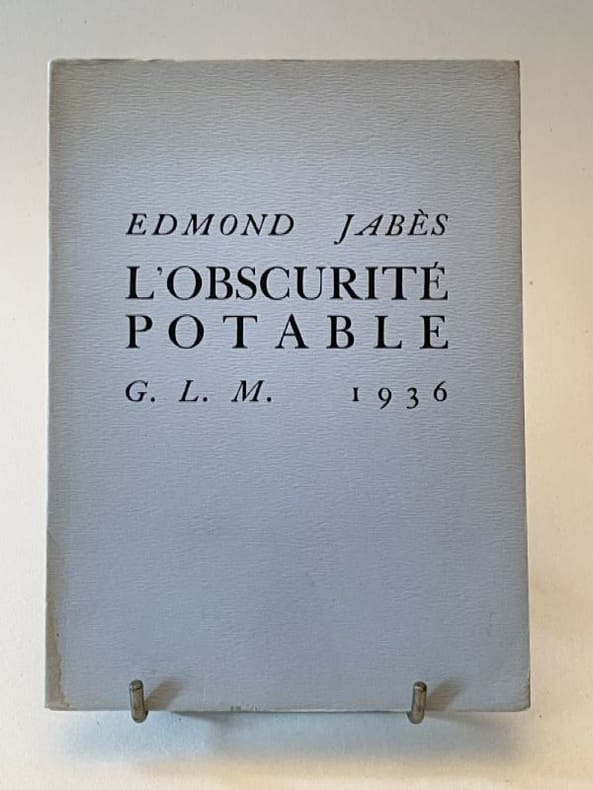 EDMOND JABÈS
L'OBSCURITÉ
POTABLE
G. L. M. 1936